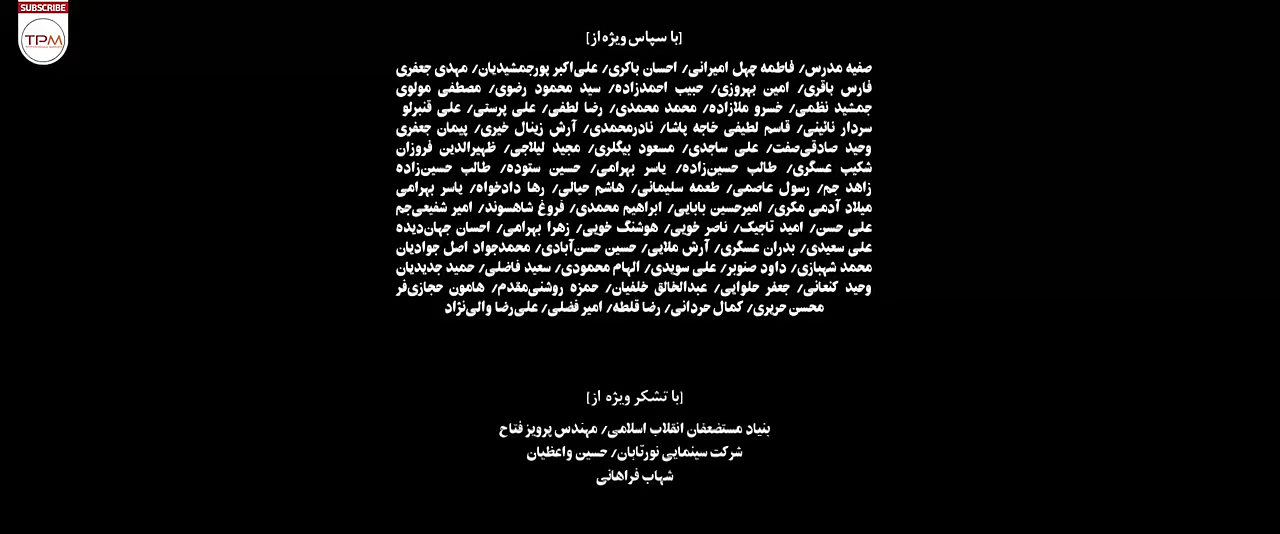 SUBSCRIBE
TPM
[با سپاس ویژه از]
صفیه مدرس/ فاطمه چهل امیرانی/ احسان باکری/ علی‌اکبر پورجمشیدیان/ مهدی جعفری
فارس باقری/ امین بهروزی/ حبیب احمدزاده/ سید محمود رضوی/ مصطفی مولوی
جمشید نظمی/ خسرو ملازاده/ محمد محمدی/ رضا لطفی/ علی پرستی/ علی قنبرلو
سردار نائینی/ قاسم لطیفی خاجه پاشا/ نادرمحمدی/ آرش زینال خیری/ پیمان جعفری
وحید صادقی‌صفت/ علی ساجدی/ مسعود بیگلری/ مجید لیلاجی/ ظهیرالدین فروزان
شکیب عسگری/ طالب حسین‌زاده/ یاسر بهرامی/ حسین ستوده/ طالب حسین‌زاده
زاهد جم/ رسول عاصمی/ طعمه سلیمانی/ هاشم حیالی/ رها دادخواه/ یاسر بهرامی
میلاد آدمی مکری/ امیرحسین بابایی/ ابراهیم محمدی/ فروغ شاهسوند/ امیر شفیعی‌جم
علی حسن/ امید تاجیک/ ناصر خویی/ هوشنگ خویی/ زهرا بهرامی/ احسان جهان‌دیده
علی سعیدی/ بدران عسگری/ آرش ملایی/ حسین حسن‌آبادی/ محمدجواد اصل جوادیان
محمد شهبازی/ داود صنوبر/ علی سویدی/ الهام محمودی/ سعید فاضلی/ حمید جدیدیان
وحید کنعانی/ جعفر حلوایی/ عبدالخالق خلفیان/ حمزه روشنی‌مقدم/ هامون حجازی‌فر
محسن حریری/ کمال حردانی/ رضا قلطه/ امیر فضلی/ علی‌رضا والی‌نژاد
[با تشکر ویژه از]
بنیاد مستضعفان انقلاب اسلامی/ مهندس پرویز فتاح
شرکت سینمایی نورتابان/ حسین واعظیان
شهاب فراهانی